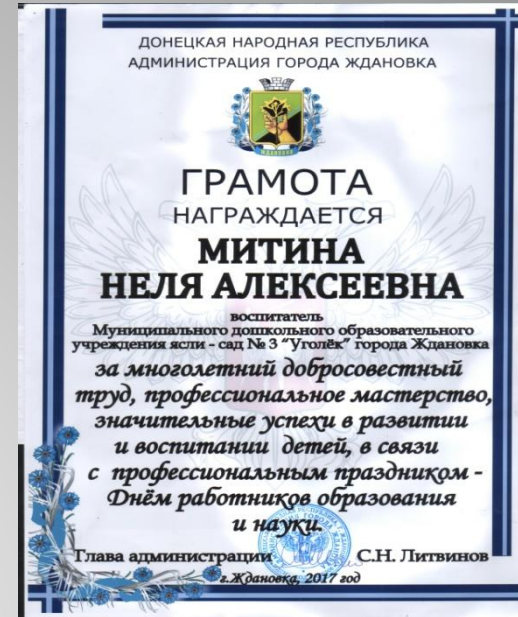 ДОНЕЦКАЯ НАРОДНАЯ РЕСПУБЛИКА
АДМИНИСТРАЦИЯ ГОРОДА ЖДАНОВКА
ЖДАНОВКА
ГРАМОТА
НАГРАЖДАЕТСЯ
МИТИНА
НЕЛЯ АЛЕКСЕЕВНА
воспитатель
Муниципального дошкольного образовательного
учреждения ясли - сад № 3 "Уголёк" города Ждановка
за многолетний добросовестный
труд, профессиональное мастерство,
значительные успехи в развитии
и воспитании детей, в связи
с профессиональным праздником -
Днём работников образования
и науки.
Глава администрации С.Н. Литвинов
г.Ждановка, 2017 год